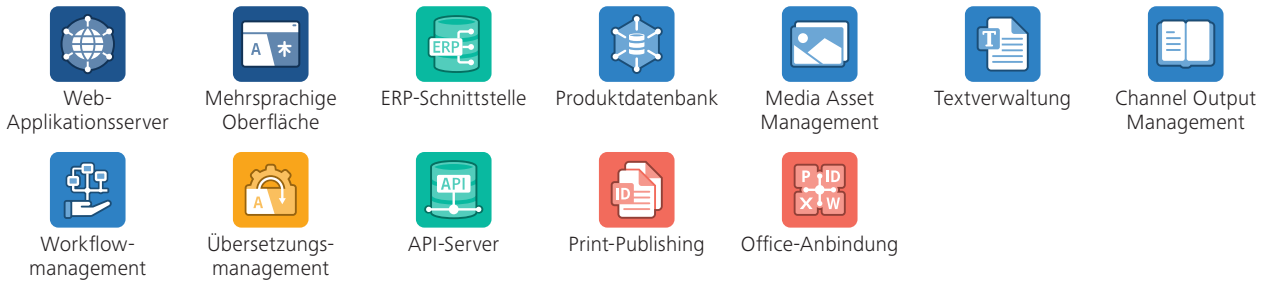 A *
ERP
T
Web-
Applikationsserver
Mehrsprachige
Oberfläche
ERP-Schnittstelle
Produktdatenbank
Media Asset
Management
Textverwaltung
Channel Output
Management
A
API
ID
P ID
X W
Workflow-
management
Übersetzungs-
management
API-Server
Print-Publishing
Office-Anbindung